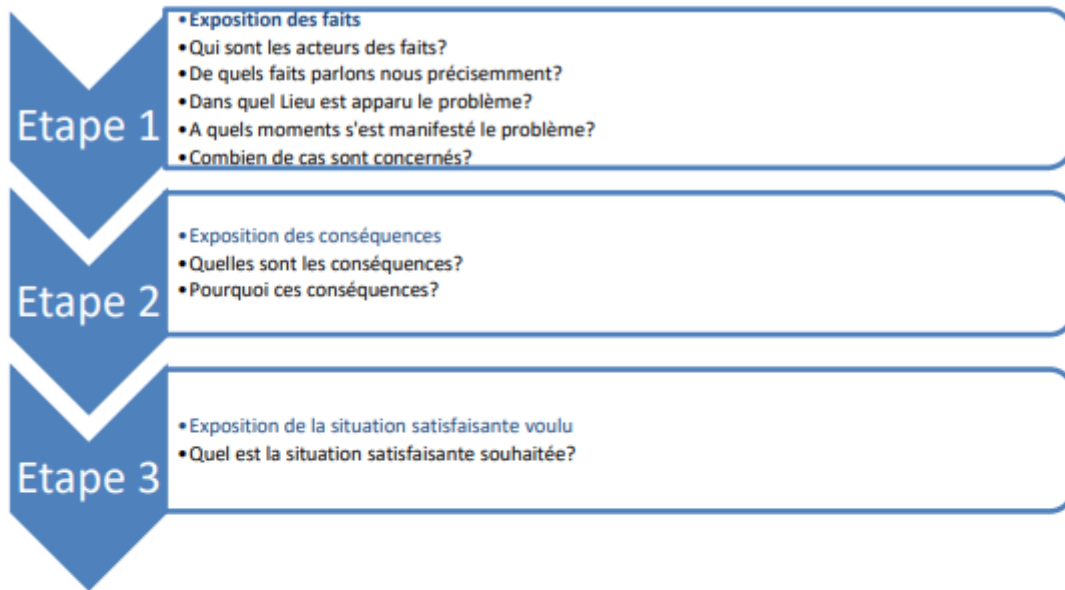 Etape 1
•Exposition des faits
•Qui sont les acteurs des faits?
•De quels faits parlons nous précisemment?
•Dans quel Lieu est apparu le problème?
•A quels moments s'est manifesté le problème?
•Combien de cas sont concernés?
Etape 2
•Exposition des conséquences
•Quelles sont les conséquences?
•Pourquoi ces conséquences?
Etape 3
•Exposition de la situation satisfaisante voulu
•Quel est la situation satisfaisante souhaitée?